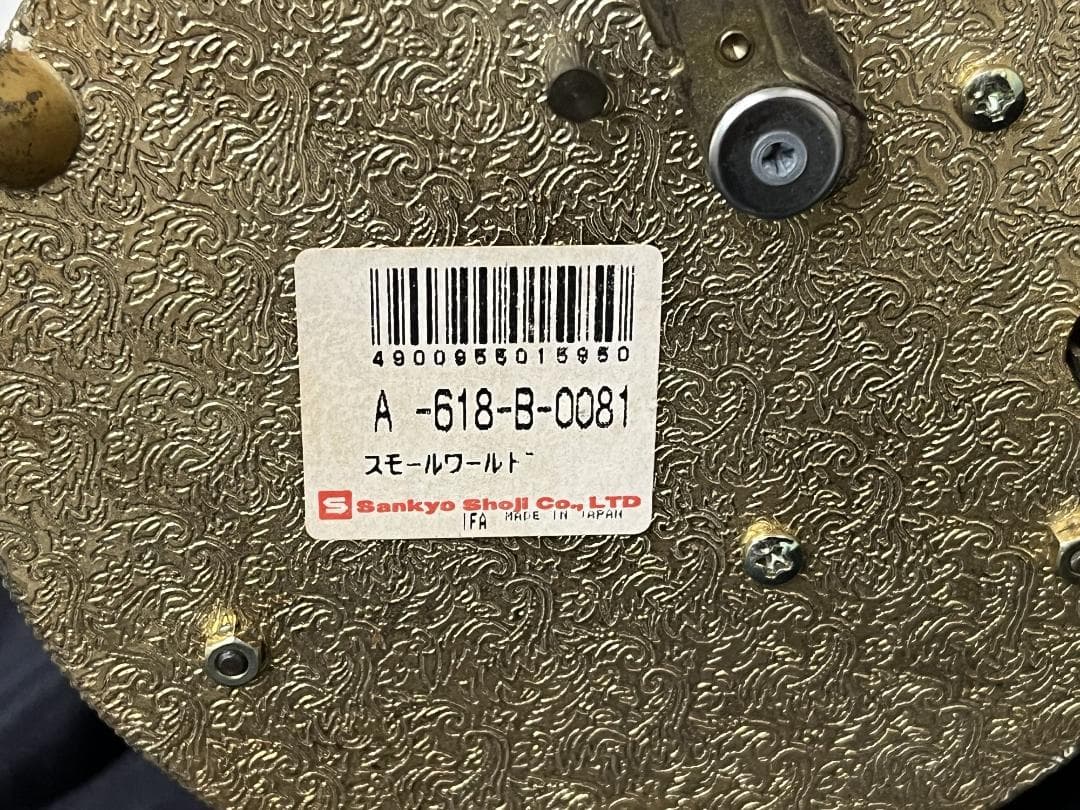 4900955015950
A -618-B-0081
スモールワールド
S Sankyo Shoji Co., LTD
IFA MADE IN JAPAN